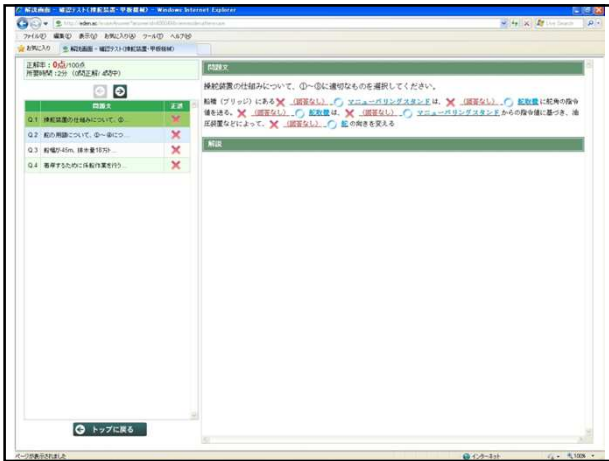 解説画面 - 確認テスト(操舵装置・甲板機械) - Windows Internet Explorer
Live Search
ファイル(F) 編集(E) 表示(V) お気に入り(A) ツール(T) ヘルプ(H)
お気に入り 解説画面 - 確認テスト(操舵装置・甲板機械)
正解率:0点/100点
所要時間:2分 (0問正解/4問中)
問題文 正誤
Q.1 操舵装置の仕組みについて、①...
Q.2 舵の用語について、①~④につ...
Q.3 船幅が45m、排水量18万t...
Q.4 着岸するために係船作業を行う...
トップに戻る
問題文
操舵装置の仕組みについて、①~③に適切なものを選択してください。
船橋(ブリッジ)にある (回答なし) マニューバリングスタンド は、 (回答なし) 舵取機 に舵角の指令
値を送る。 (回答なし) 舵取機 は、 (回答なし) マニューバリングスタンド からの指令値に基づき、油
圧装置などによって、 (回答なし) 舵 の向きを変える
解説
ページが表示されました
インターネット 100%